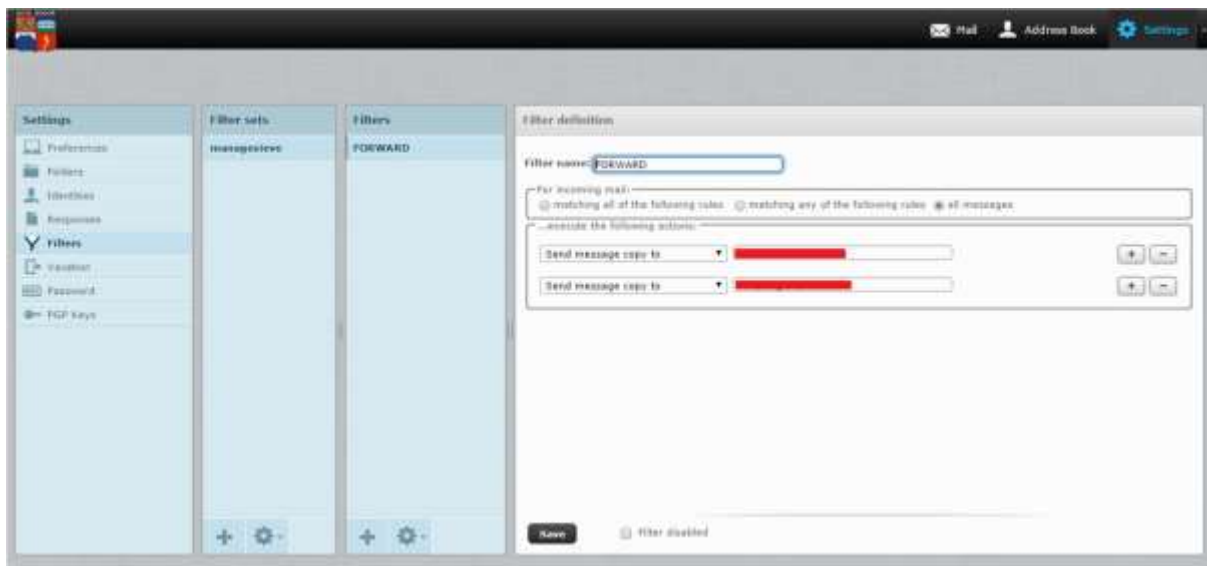 Mail Address Book Settings
Settings
Preferences
Folders
Identities
Responses
Filters
Vacation
Password
PGP Keys
Filter sets
managesieve
Filters
FORWARD
Filter definition
Filter name: FORWARD
For incoming mail:
matching all of the following rules matching any of the following rules all messages
...execute the following actions:
Send message copy to
Send message copy to
Save Filter disabled